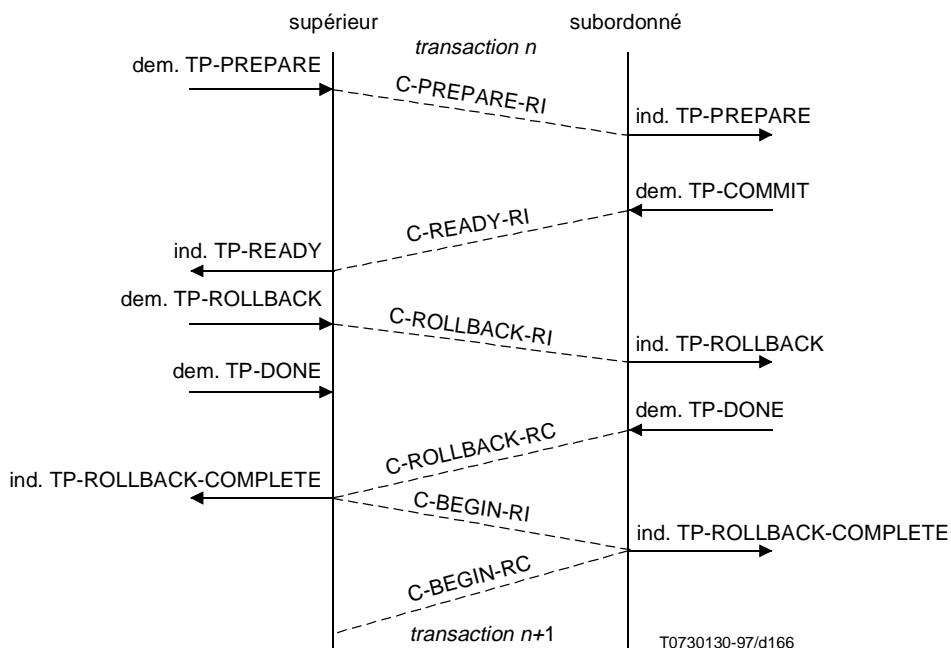 supérieur
subordonné
transaction n
dem. TP-PREPARE
C-PREPARE-RI
ind. TP-PREPARE
dem. TP-COMMIT
C-READY-RI
ind. TP-READY
dem. TP-ROLLBACK
C-ROLLBACK-RI
ind. TP-ROLLBACK
dem. TP-DONE
dem. TP-DONE
C-ROLLBACK-RC
ind. TP-ROLLBACK-COMPLETE
C-BEGIN-RI
ind. TP-ROLLBACK-COMPLETE
C-BEGIN-RC
transaction n+1
T0730130-97/d166